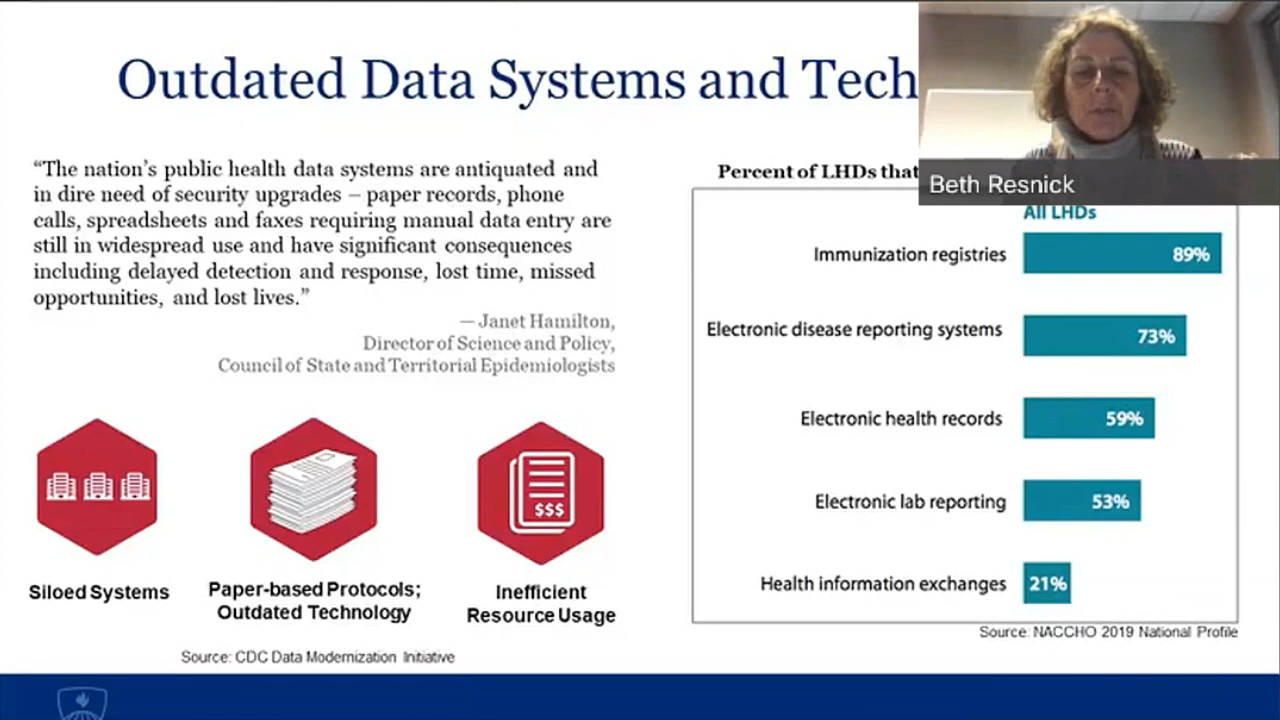 Outdated Data Systems and Tech
Beth Resnick
“The nation’s public health data systems are antiquated and
in dire need of security upgrades – paper records, phone
calls, spreadsheets and faxes requiring manual data entry are
still in widespread use and have significant consequences
including delayed detection and response, lost time, missed
opportunities, and lost lives.”
— Janet Hamilton,
Director of Science and Policy,
Council of State and Territorial Epidemiologists
Siloed Systems
Paper-based Protocols;
Outdated Technology
$$$
Inefficient
Resource Usage
Source: CDC Data Modernization Initiative
Percent of LHDs that
All LHDs
Immunization registries 89%
Electronic disease reporting systems 73%
Electronic health records 59%
Electronic lab reporting 53%
Health information exchanges 21%
Source: NACCHO 2019 National Profile